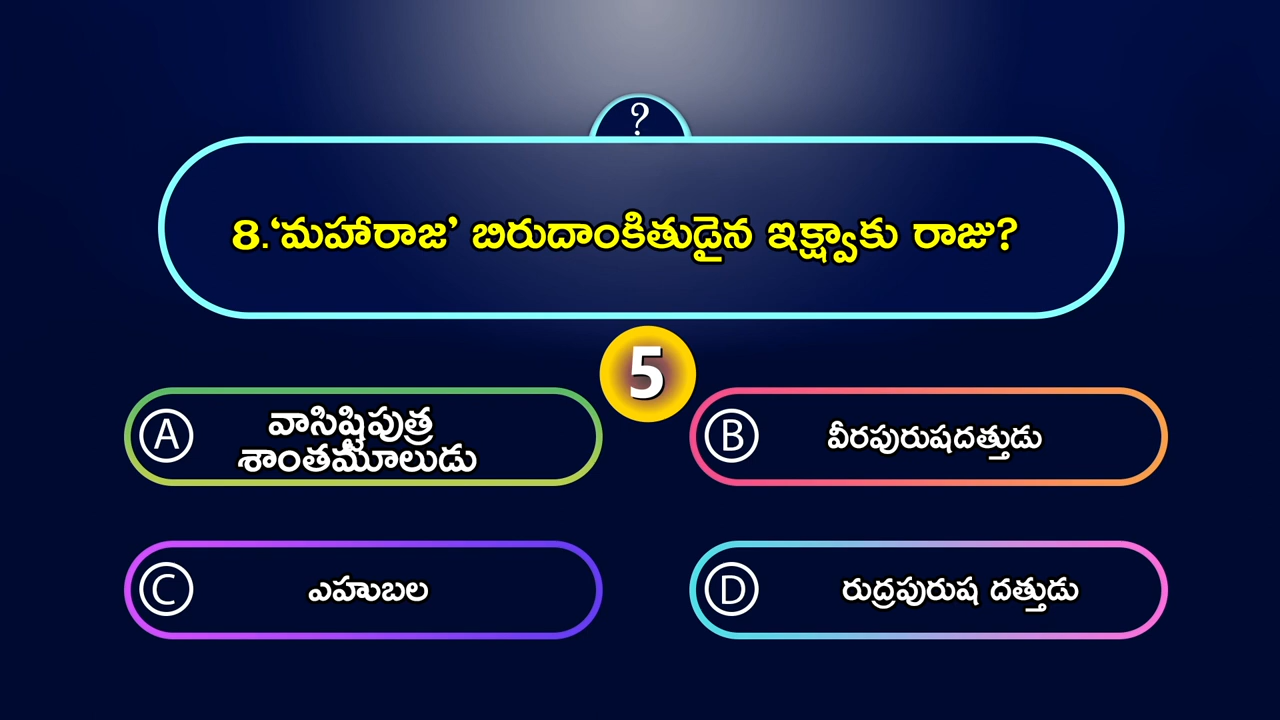 ?
8.‘మహారాజ’ బిరుదాంకితుడైన ఇక్ష్వాకు రాజు?
5
A వాసిష్టిపుత్ర
శాంతమూలుడు
B వీరపురుషదత్తుడు
C ఎహుబల
D రుద్రపురుష దత్తుడు